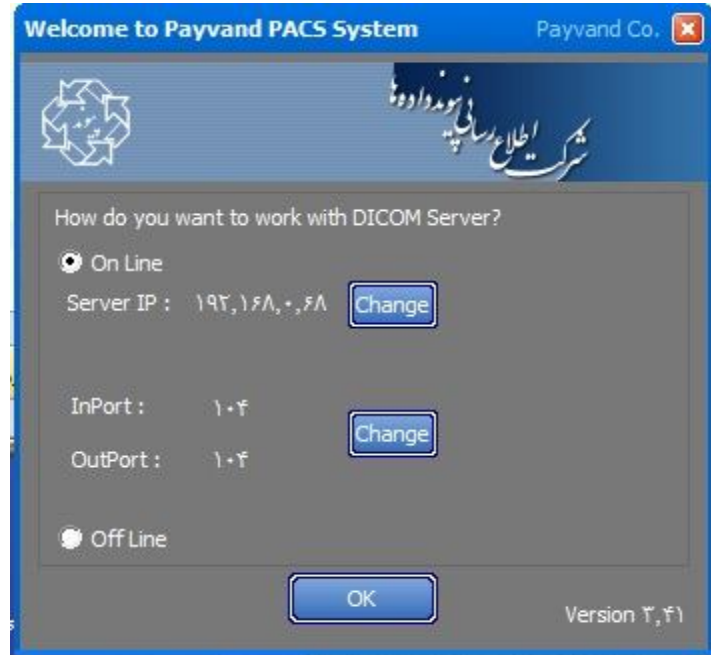 Welcome to Payvand PACS System Payvand Co.
پیوند
شرکت اطلاع رسانی پیوند داده ها
How do you want to work with DICOM Server?
On Line
Server IP : ۱۹۲,۱۶۸,۰,۶۸ Change
InPort : ۱۰۴
Change
OutPort : ۱۰۴
Off Line
OK
Version ۳,۴۱